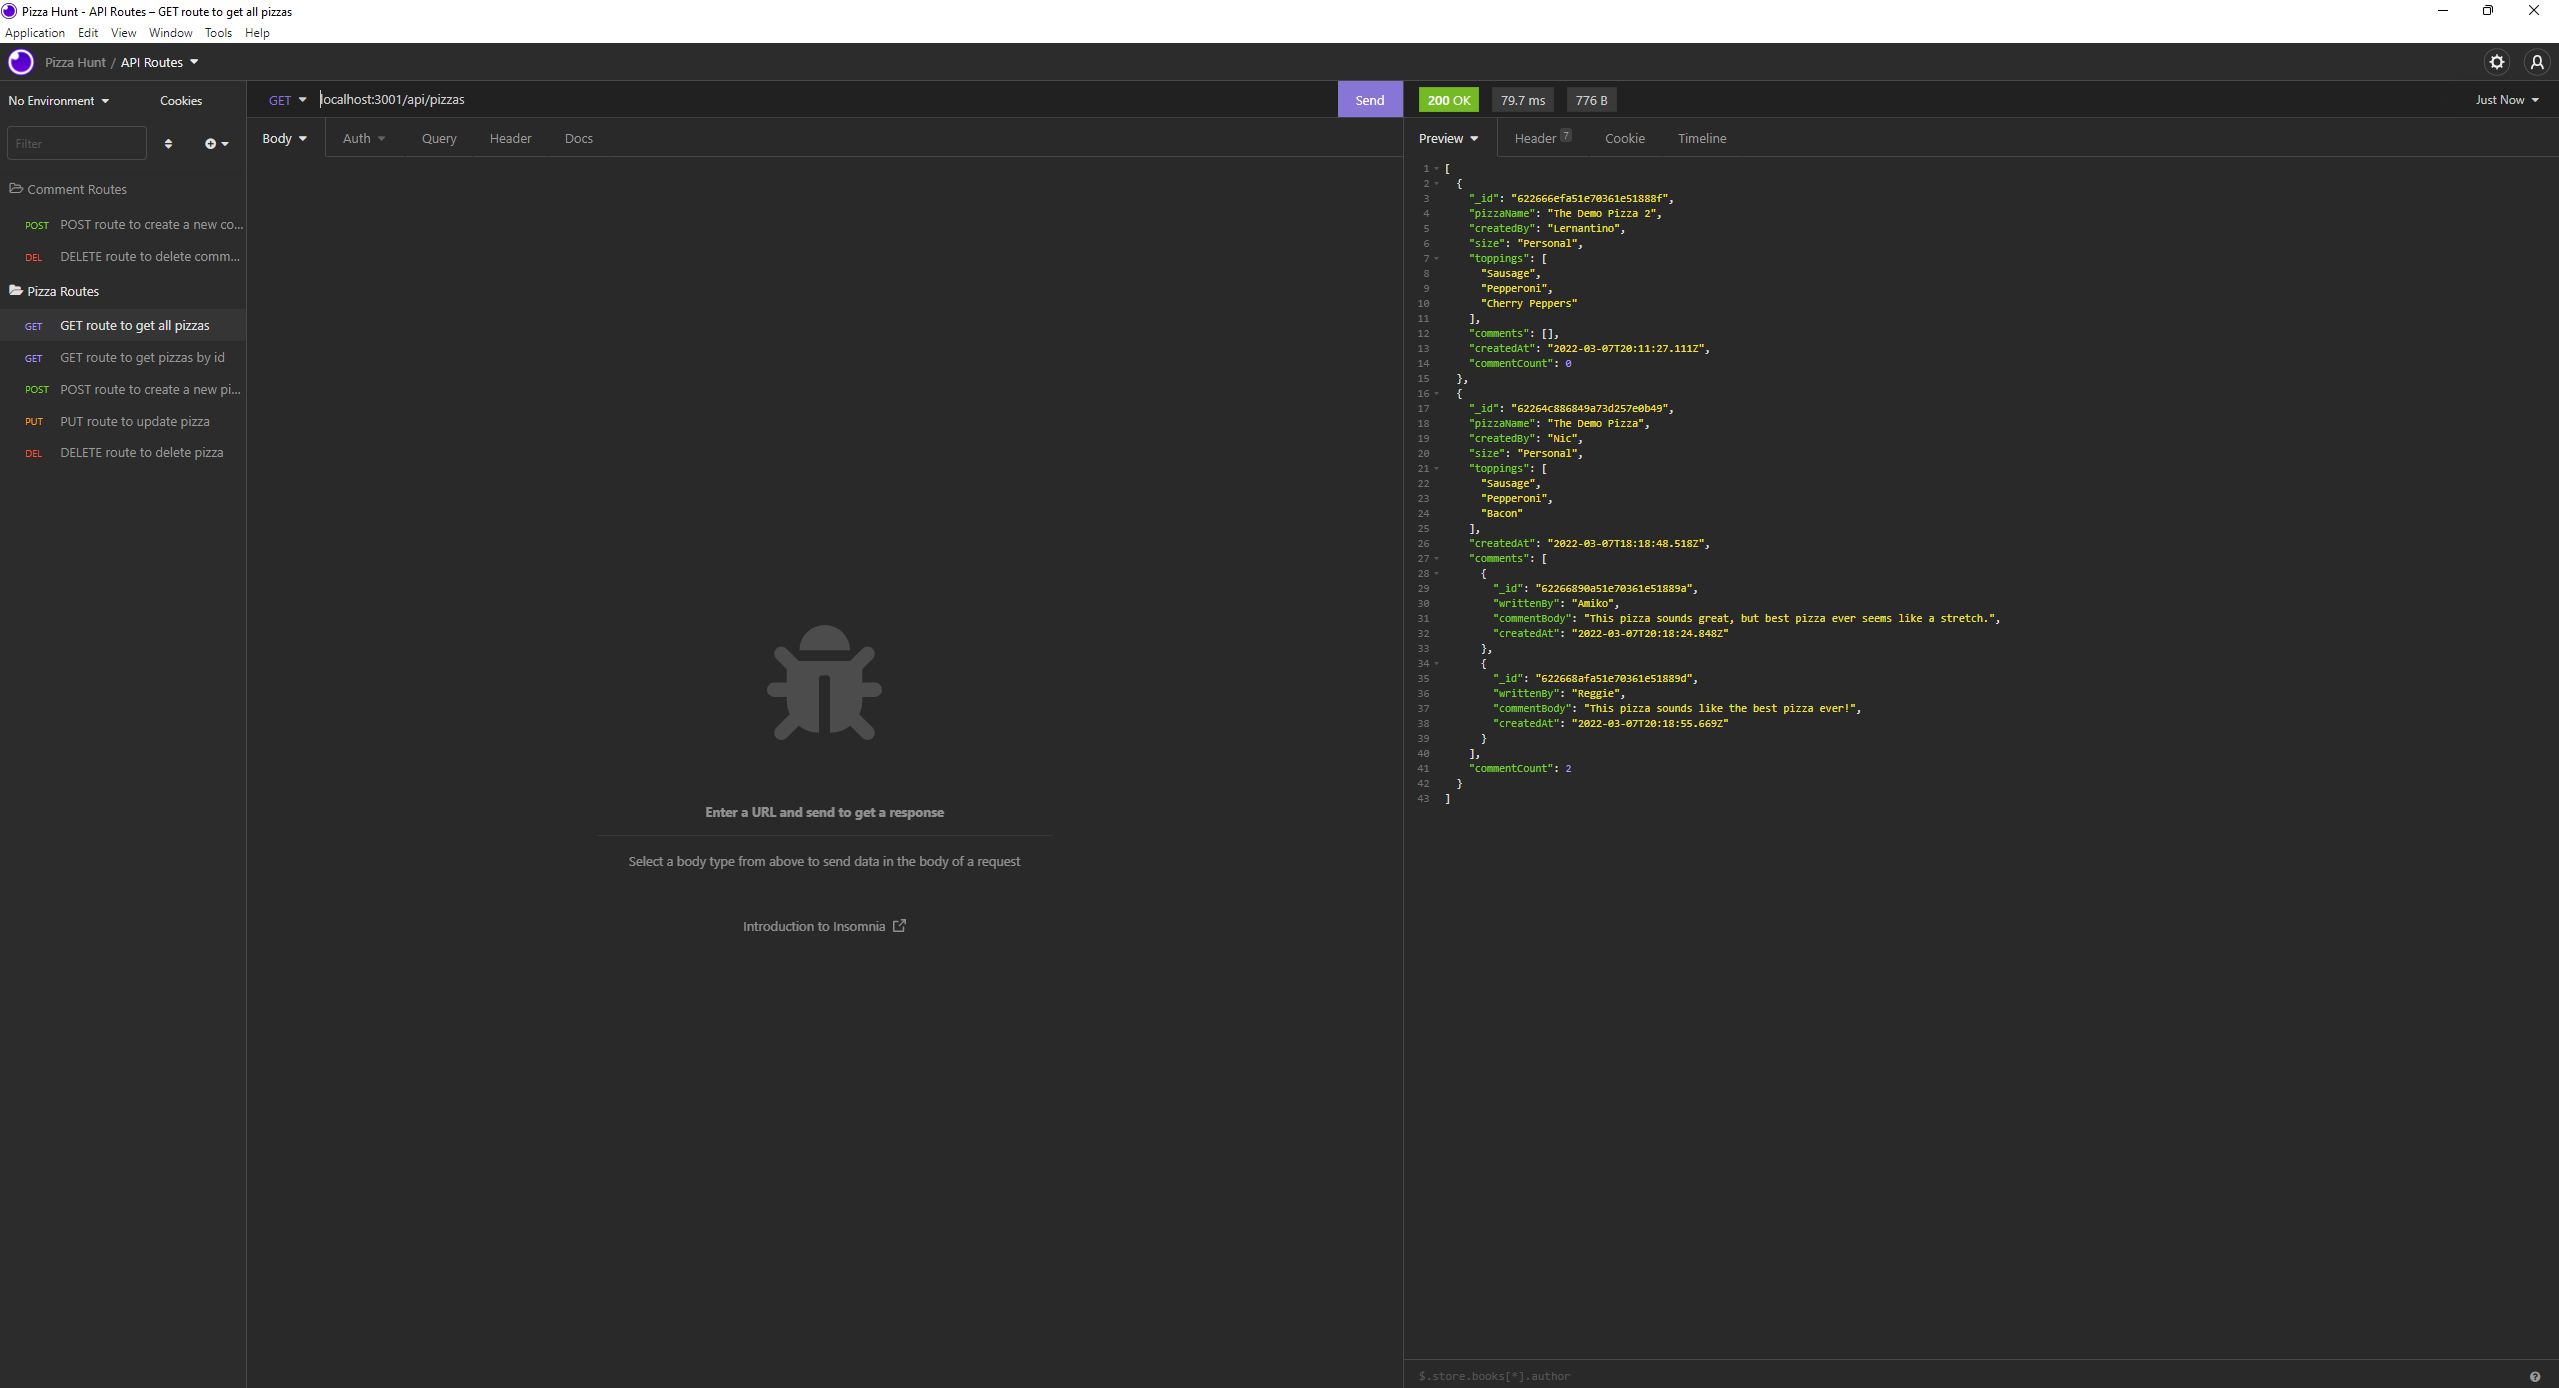 Pizza Hunt - API Routes – GET route to get all pizzas
Application Edit View Window Tools Help
Pizza Hunt / API Routes
No Environment Cookies
GET localhost:3001/api/pizzas Send
200 OK 79.7 ms 776 B Just Now
Filter
Body Auth Query Header Docs
Preview Header 7 Cookie Timeline
Comment Routes
POST POST route to create a new co...
DEL DELETE route to delete comm...
Pizza Routes
GET GET route to get all pizzas
GET GET route to get pizzas by id
POST POST route to create a new pi...
PUT PUT route to update pizza
DEL DELETE route to delete pizza
Enter a URL and send to get a response
Select a body type from above to send data in the body of a request
Introduction to Insomnia
1 [
2 {
3 "_id": "622666efa51e70361e51888f",
4 "pizzaName": "The Demo Pizza 2",
5 "createdBy": "Lernantino",
6 "size": "Personal",
7 "toppings": [
8 "Sausage",
9 "Pepperoni",
10 "Cherry Peppers"
11 ],
12 "comments": [],
13 "createdAt": "2022-03-07T20:11:27.111Z",
14 "commentCount": 0
15 },
16 {
17 "_id": "62264c886849a73d257e0b49",
18 "pizzaName": "The Demo Pizza",
19 "createdBy": "Nic",
20 "size": "Personal",
21 "toppings": [
22 "Sausage",
23 "Pepperoni",
24 "Bacon"
25 ],
26 "createdAt": "2022-03-07T18:18:48.518Z",
27 "comments": [
28 {
29 "_id": "62266890a51e70361e51889a",
30 "writtenBy": "Amiko",
31 "commentBody": "This pizza sounds great, but best pizza ever seems like a stretch.",
32 "createdAt": "2022-03-07T20:18:24.848Z"
33 },
34 {
35 "_id": "622668afa51e70361e51889d",
36 "writtenBy": "Reggie",
37 "commentBody": "This pizza sounds like the best pizza ever!",
38 "createdAt": "2022-03-07T20:18:55.669Z"
39 }
40 ],
41 "commentCount": 2
42 }
43 ]
$.store.books[*].author